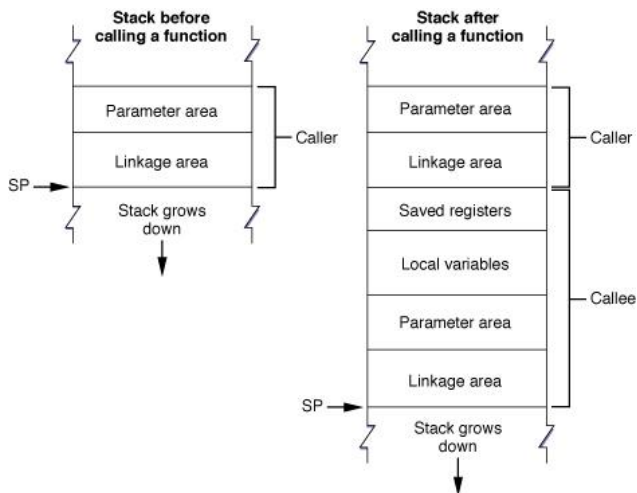 Stack before
calling a function
Parameter area
Linkage area
Caller
SP
Stack grows
down
Stack after
calling a function
Parameter area
Caller
Linkage area
Saved registers
Local variables
Callee
Parameter area
Linkage area
SP
Stack grows
down